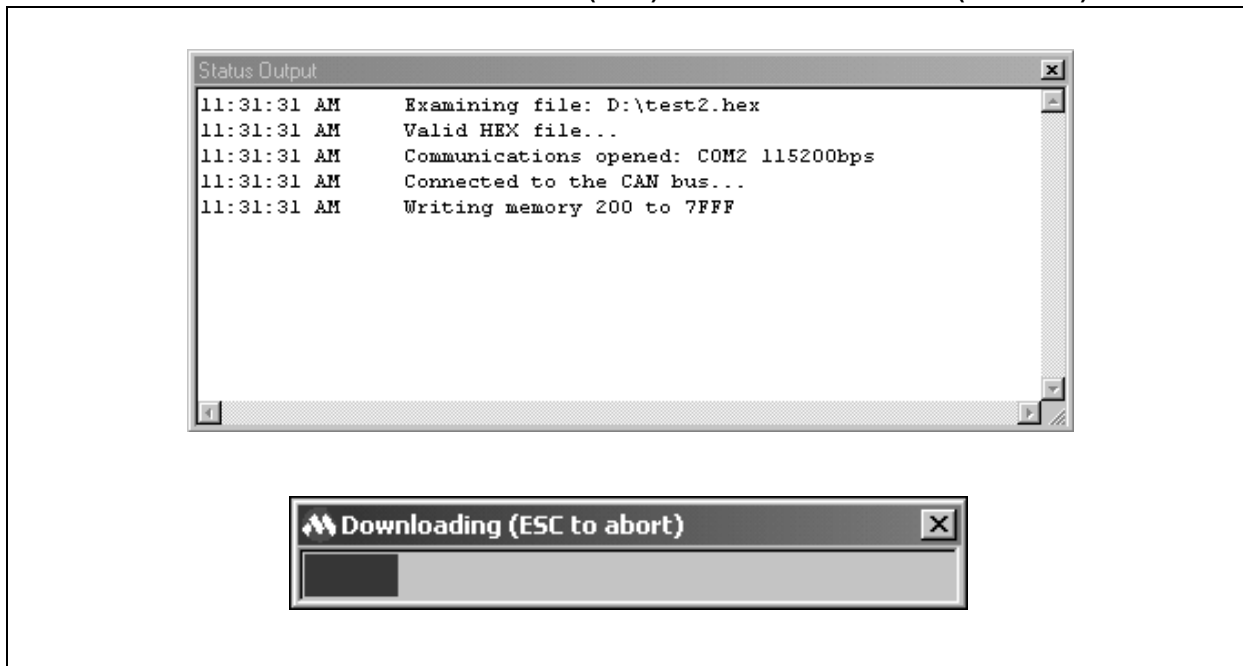 Status Output
11:31:31 AM Examining file: D:\test2.hex
11:31:31 AM Valid HEX file...
11:31:31 AM Communications opened: COM2 115200bps
11:31:31 AM Connected to the CAN bus...
11:31:31 AM Writing memory 200 to 7FFF
Downloading (ESC to abort)